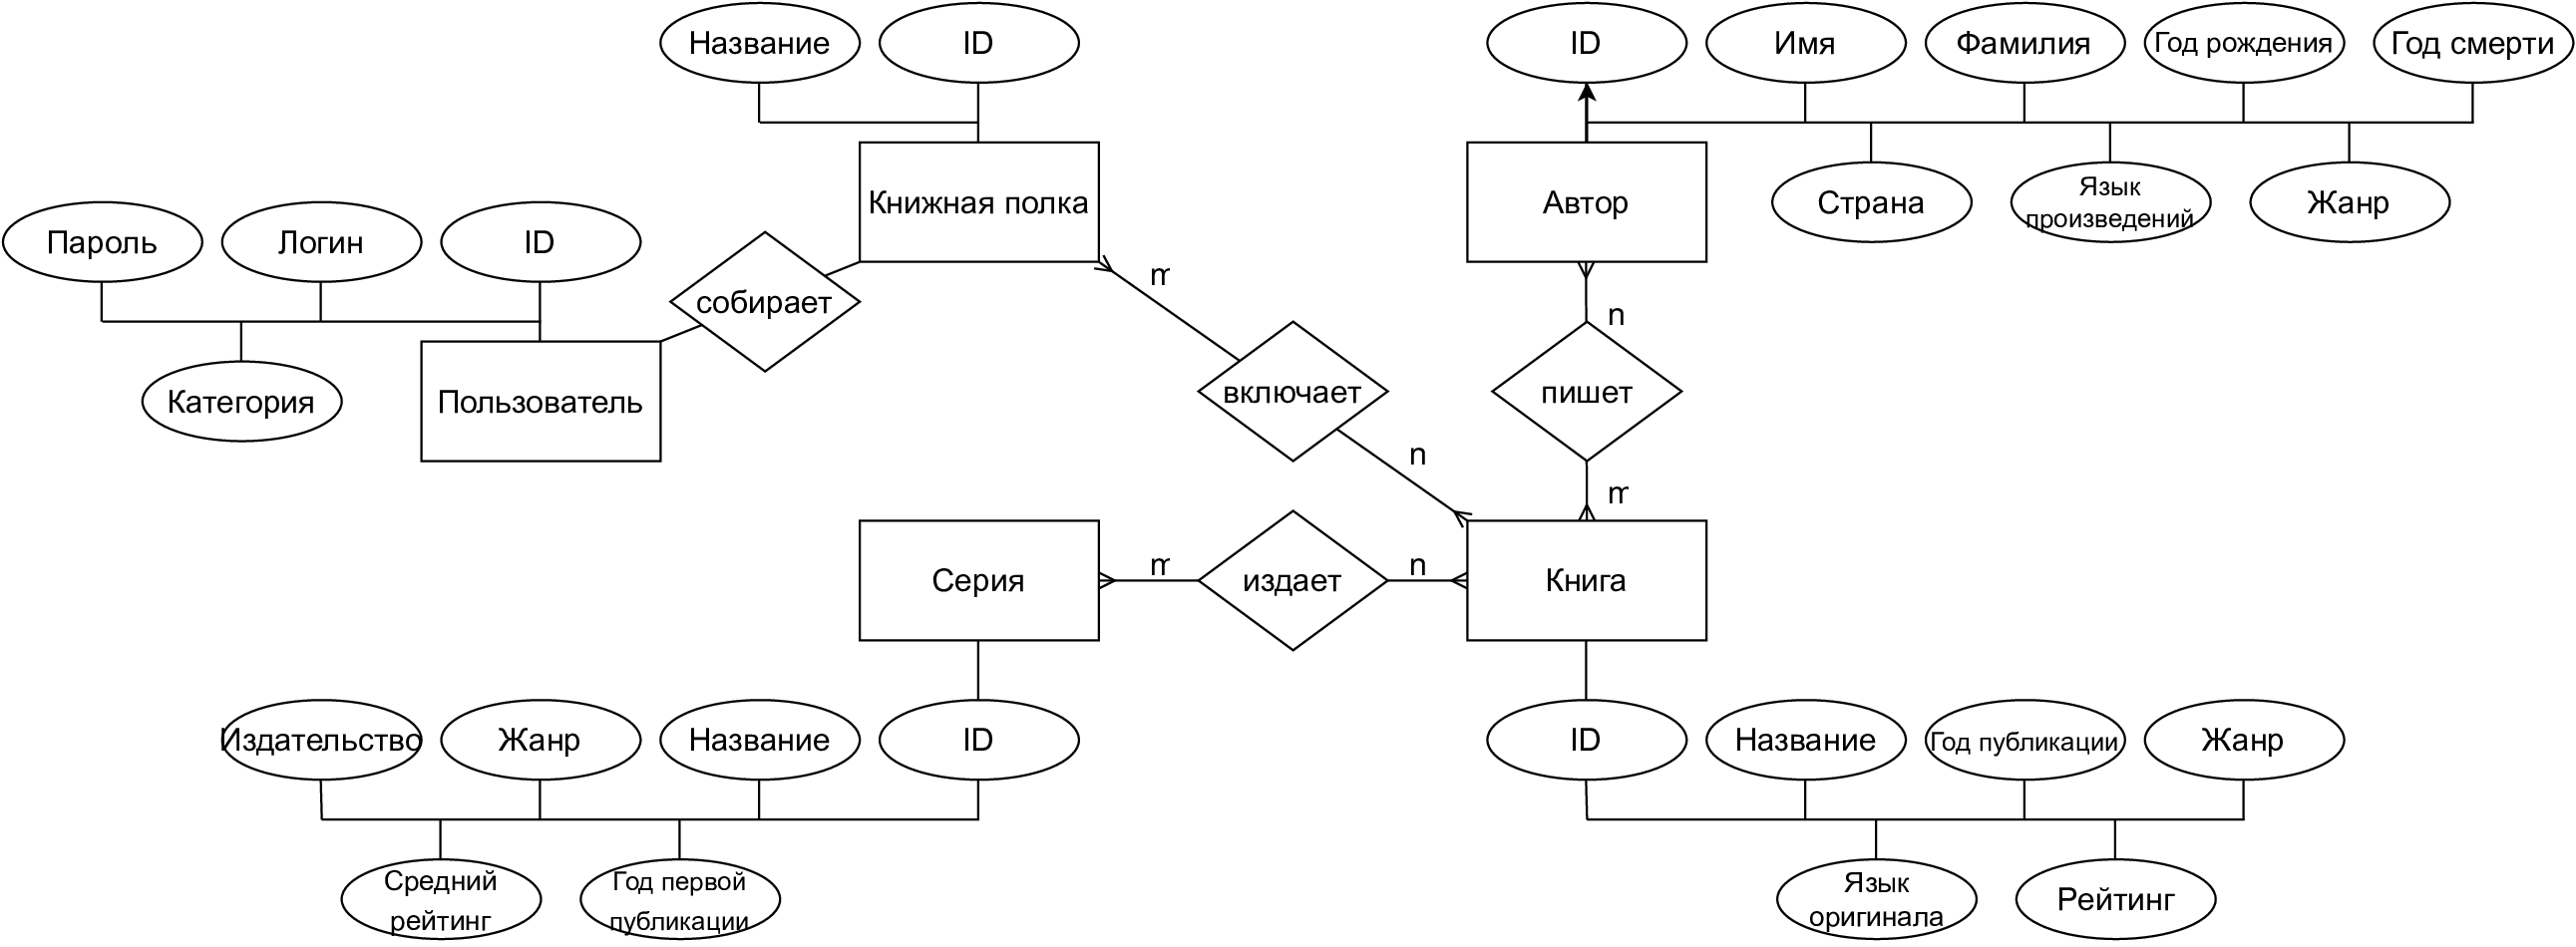 Название
ID
ID
Имя
Фамилия
Год рождения
Год смерти
Книжная полка
Автор
Страна
Язык
произведений
Жанр
Пароль
Логин
ID
собирает
m
n
Категория
Пользователь
включает
пишет
n
m
Серия
m
издает
n
Книга
Издательство
Жанр
Название
ID
ID
Название
Год публикации
Жанр
Средний
рейтинг
Год первой
публикации
Язык
оригинала
Рейтинг